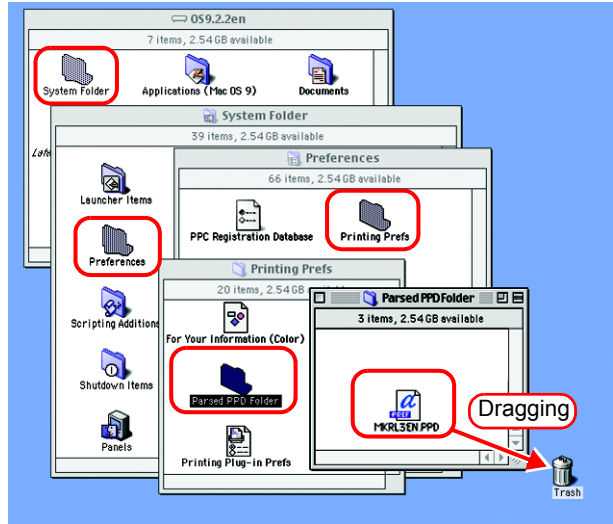 OS9.2.2en
7 items, 2.54 GB available
System Folder
Applications (Mac OS 9)
Documents
System Folder
39 items, 2.54 GB available
Late
Launcher Items
Preferences
66 items, 2.54 GB available
PPC Registration Database
Printing Prefs
Preferences
Scripting Additions
Shutdown Items
Panels
Printing Prefs
20 items, 2.54 GB
For Your Information (Color)
Parsed PPD Folder
Printing Plug-in Prefs
Parsed PPD Folder
3 items, 2.54 GB available
a
PREF
MKRL3EN.PPD
Dragging
Trash